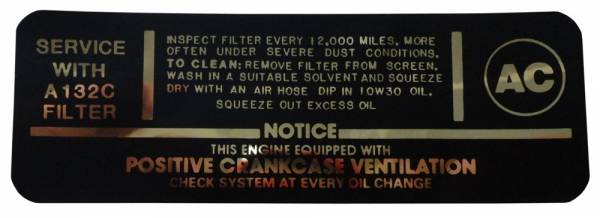 SERVICE
WITH
A132C
FILTER
INSPECT FILTER EVERY 12,000 MILES, MORE
OFTEN UNDER SEVERE DUST CONDITIONS.
TO CLEAN: REMOVE FILTER FROM SCREEN.
WASH IN A SUITABLE SOLVENT AND SQUEEZE
DRY WITH AN AIR HOSE DIP IN 10W30 OIL.
SQUEEZE OUT EXCESS OIL
AC
NOTICE
THIS ENGINE EQUIPPED WITH
POSITIVE CRANKCASE VENTILATION
CHECK SYSTEM AT EVERY OIL CHANGE